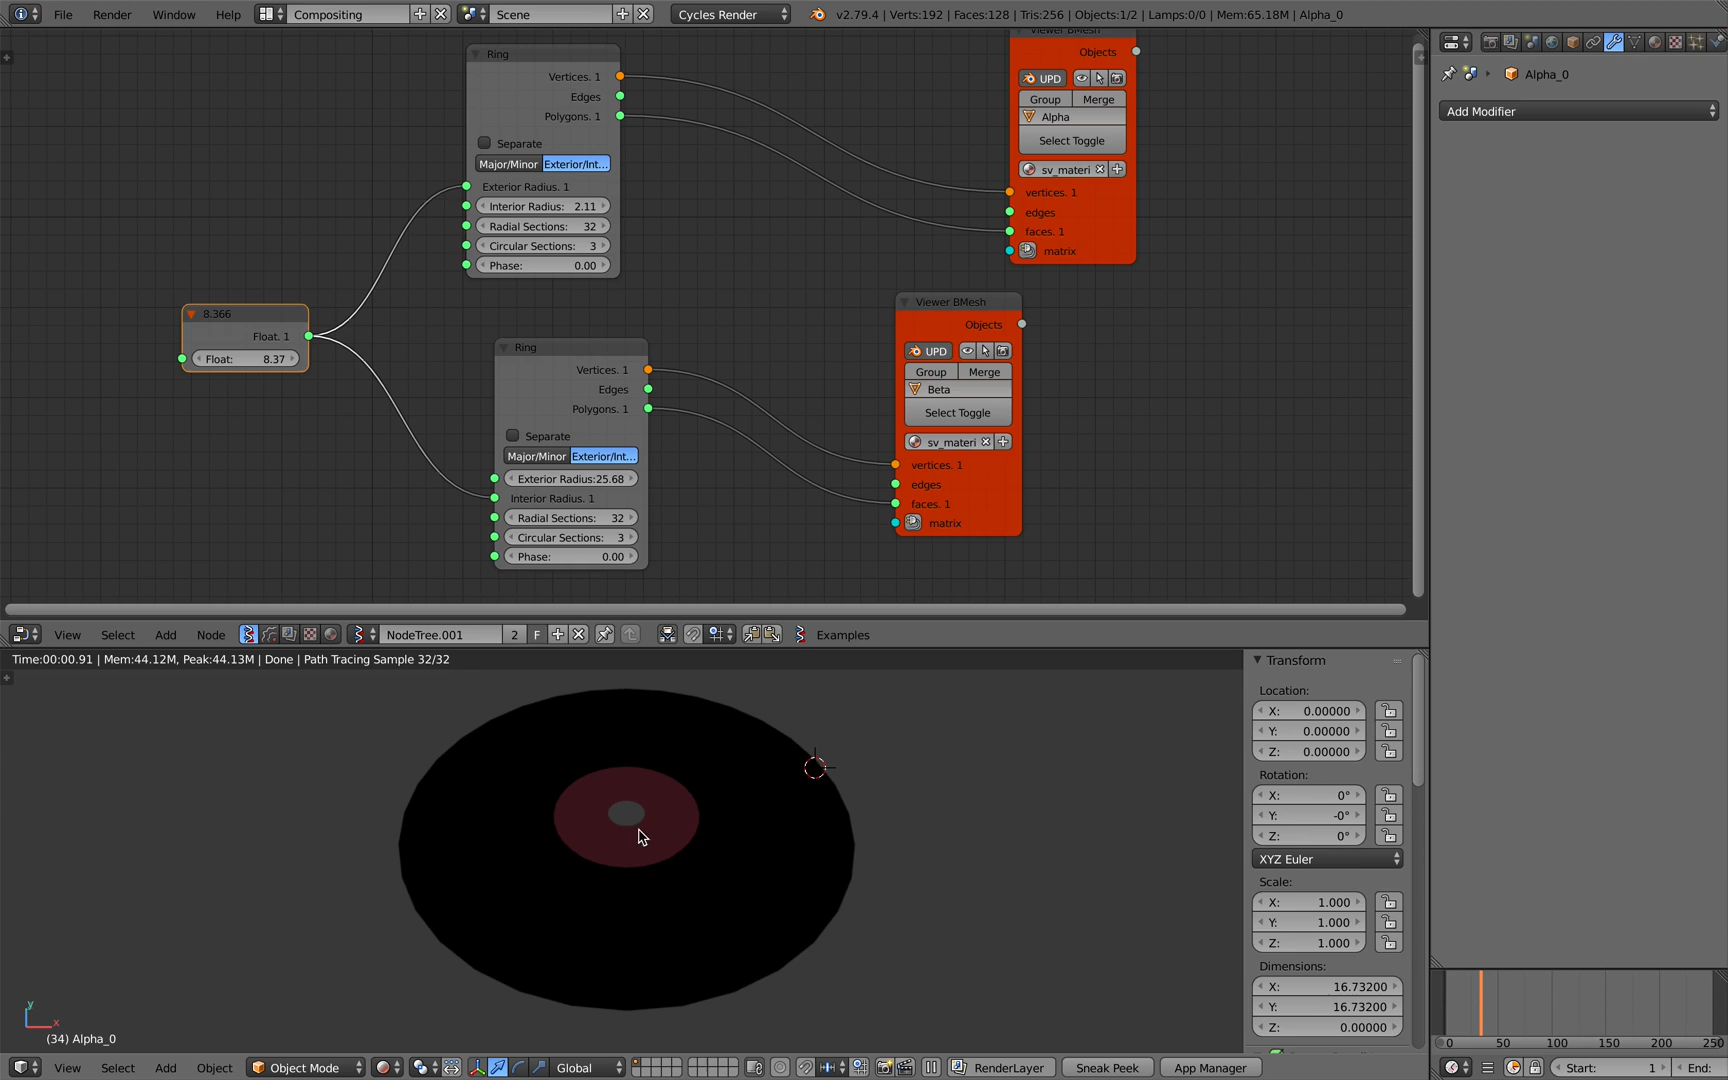 File Render Window Help Compositing Scene Cycles Render v2.79.4 | Verts:192 | Faces:128 | Tris:256 | Objects:1/2 | Lamps:0/0 | Mem:65.18M | Alpha_0
Ring
Vertices. 1
Edges
Polygons. 1
Separate
Major/Minor Exterior/Int...
Exterior Radius. 1
Interior Radius: 2.11
Radial Sections: 32
Circular Sections: 3
Phase: 0.00
Viewer BMesh
Objects
UPD
Group Merge
Alpha
Select Toggle
sv_materi
vertices. 1
edges
faces. 1
matrix
Alpha_0
Add Modifier
8.366
Float. 1
Float: 8.37
Ring
Vertices. 1
Edges
Polygons. 1
Separate
Major/Minor Exterior/Int...
Exterior Radius:25.68
Interior Radius. 1
Radial Sections: 32
Circular Sections: 3
Phase: 0.00
Viewer BMesh
Objects
UPD
Group Merge
Beta
Select Toggle
sv_materi
vertices. 1
edges
faces. 1
matrix
View Select Add Node NodeTree.001 2 F Examples
Time:00:00.91 | Mem:44.12M, Peak:44.13M | Done | Path Tracing Sample 32/32
Transform
Location:
X: 0.00000
Y: 0.00000
Z: 0.00000
Rotation:
X: 0°
Y: -0°
Z: 0°
XYZ Euler
Scale:
X: 1.000
Y: 1.000
Z: 1.000
Dimensions:
X: 16.73200
Y: 16.73200
Z: 0.00000
y
x
(34) Alpha_0
0 50 100 150 200 250
View Select Add Object Object Mode Global RenderLayer Sneak Peek App Manager
Start: 1 End: